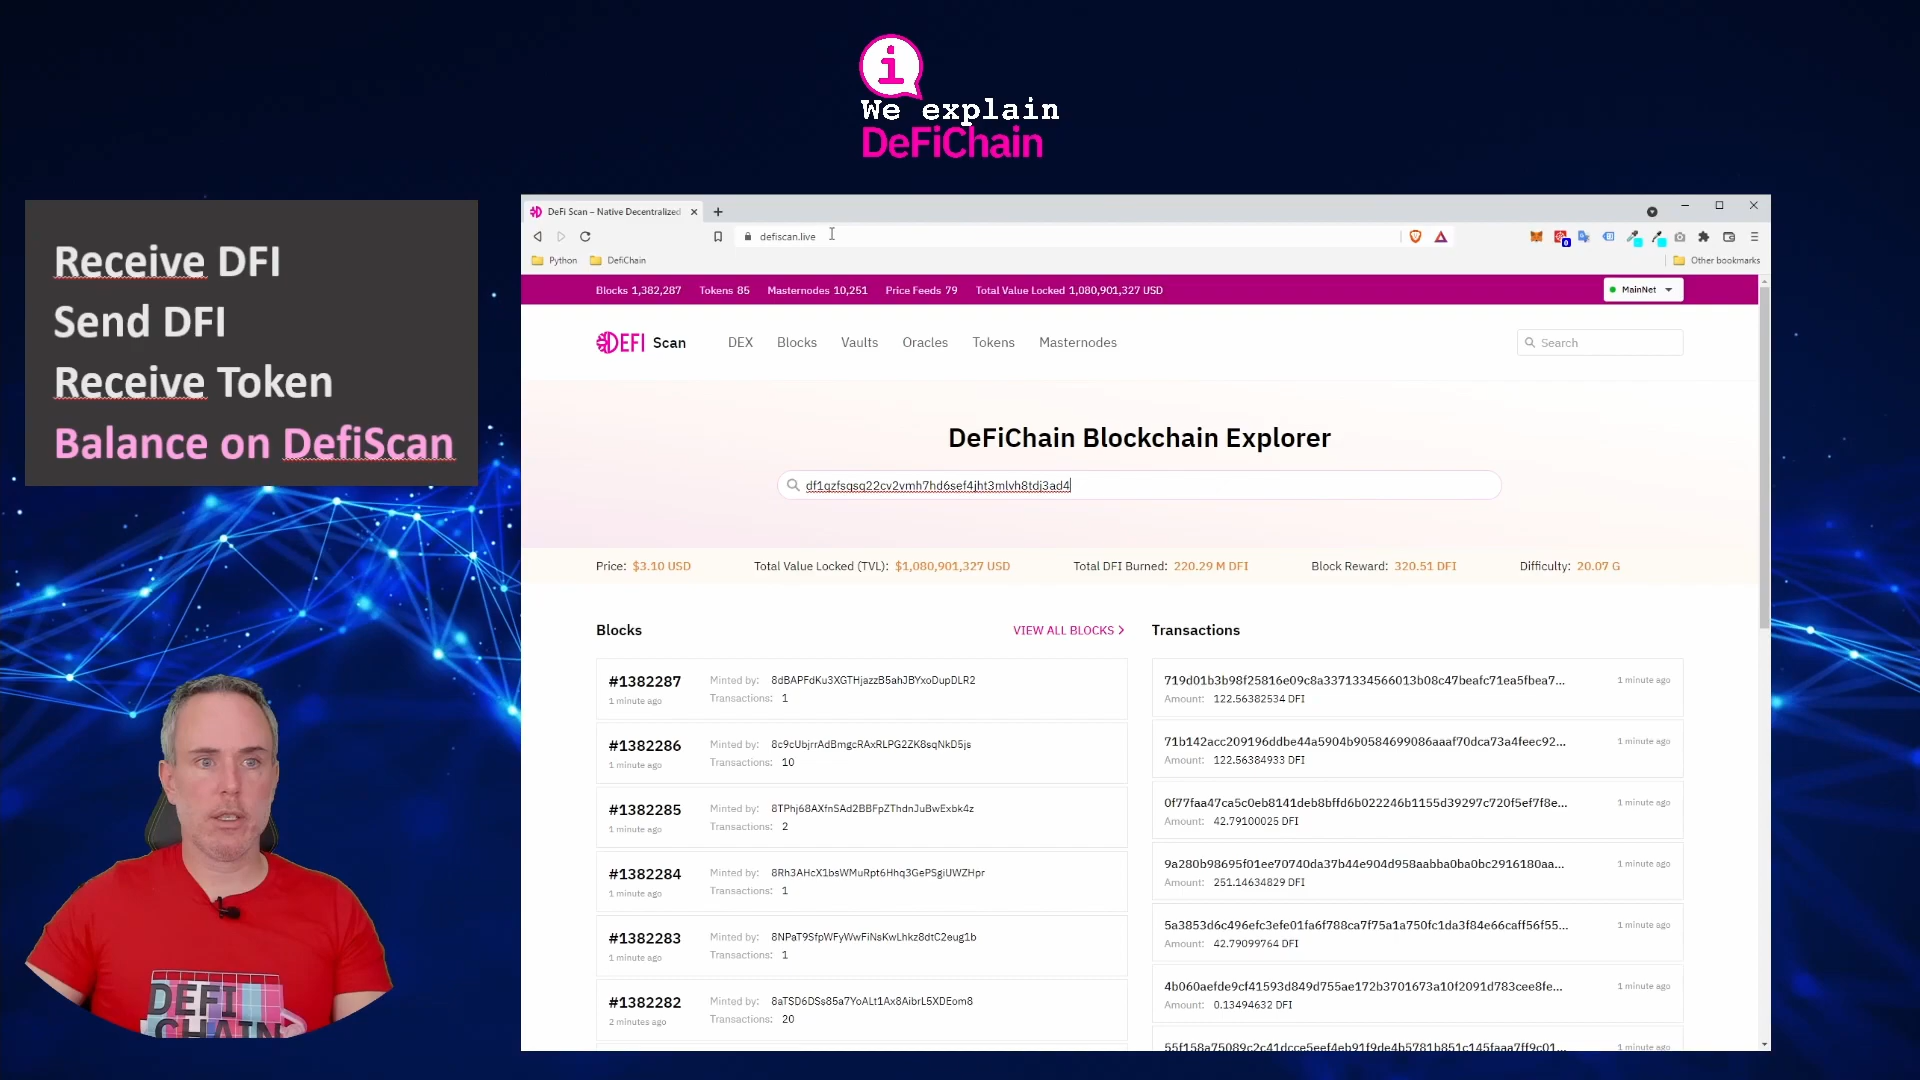 i
We explain
DeFiChain
Receive DFI
Send DFI
Receive Token
Balance on DefiScan
DeFi Scan – Native Decentralized
defiscan.live
Python
DefiChain
Other bookmarks
Blocks 1,382,287
Tokens 85
Masternodes 10,251
Price Feeds 79
Total Value Locked 1,080,901,327 USD
MainNet
DEFI Scan
DEX
Blocks
Vaults
Oracles
Tokens
Masternodes
Search
DeFiChain Blockchain Explorer
df1qzfsqsq22cv2vmh7hd6sef4jht3mlvh8tdj3ad4
Price: $3.10 USD
Total Value Locked (TVL): $1,080,901,327 USD
Total DFI Burned: 220.29 M DFI
Block Reward: 320.51 DFI
Difficulty: 20.07 G
Blocks
VIEW ALL BLOCKS >
#1382287
Minted by: 8dBAPFdKu3XGTHjazzB5ahJBYxoDupDLR2
1 minute ago
Transactions: 1
#1382286
Minted by: 8c9cUbjrrAdBmgcRAxRLPG2ZK8sqNkD5js
1 minute ago
Transactions: 10
#1382285
Minted by: 8TPhj68AXfnSAd2BBFpZThdnJuBwExbk4z
1 minute ago
Transactions: 2
#1382284
Minted by: 8Rh3AHcX1bsWMuRpt6Hhq3GePSgiUWZHpr
1 minute ago
Transactions: 1
#1382283
Minted by: 8NPaT9SfpWFyWwFiNsKwLhkz8dtC2eug1b
1 minute ago
Transactions: 1
#1382282
Minted by: 8aTSD6DSs85a7YoALt1Ax8AibrL5XDEom8
2 minutes ago
Transactions: 20
Transactions
719d01b3b98f25816e09c8a3371334566013b08c47beafc71ea5fbea7...
1 minute ago
Amount: 122.56382534 DFI
71b142acc209196ddbe44a5904b90584699086aaaf70dca73a4feec92...
1 minute ago
Amount: 122.56384933 DFI
0f77faa47ca5c0eb8141deb8bffd6b022246b1155d39297c720f5ef7f8e...
1 minute ago
Amount: 42.79100025 DFI
9a280b98695f01ee70740da37b44e904d958aabba0ba0bc2916180aa...
1 minute ago
Amount: 251.14634829 DFI
5a3853d6c496efc3efe01fa6f788ca7f75a1a750fc1da3f84e66caff56f55...
1 minute ago
Amount: 42.79099764 DFI
4b060aefde9cf41593d849d755ae172b3701673a10f2091d783cee8fe...
1 minute ago
Amount: 0.13494632 DFI
55f158a75089c2c41dcce5eef4eb91f9de4b5781b851c145faaa7ff9c01...
1 minute ago
DEFI
CHAIN